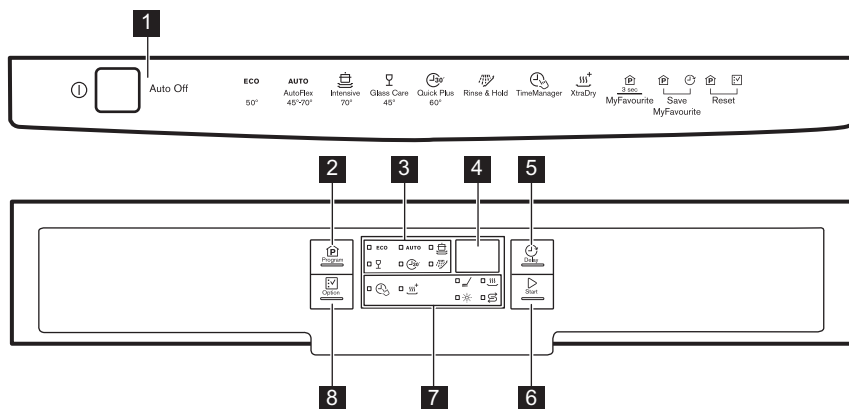 1
Auto Off
ECO AUTO 30' P P P
AutoFlex Intensive Glass Care Quick Plus Rinse & Hold TimeManager XtraDry 3 sec
50° 45°-70° 70° 45° 60° MyFavourite Save Reset
MyFavourite
2 3 4 5
P ECO AUTO
Program 30' Delay
Option Start
8 7 6